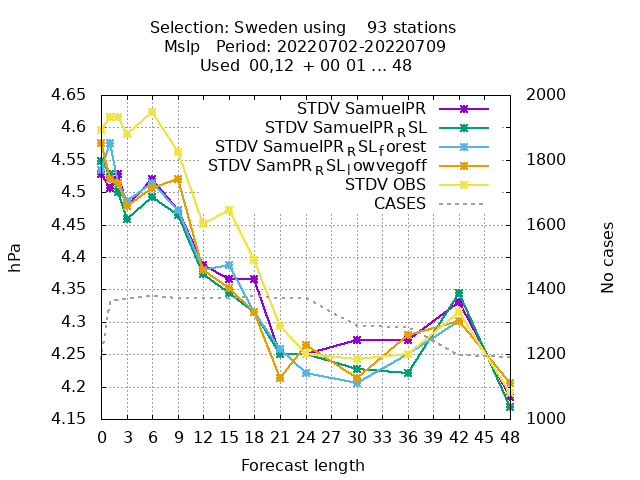 Selection: Sweden using    93 stations
Mslp   Period: 20220702-20220709
Used  00,12  + 00 01 ... 48
4.65 2000
STDV SamuelPR
4.6
STDV SamuelPR_RSL
STDV SamuelPR_RSL_forest
4.55 1800
STDV SamPR_RSL_lowvegoff
STDV OBS
4.5
CASES
4.45 1600
4.4
hPa
No cases
4.35 1400
4.3
4.25 1200
4.2
4.15 1000
0 3 6 9 12 15 18 21 24 27 30 33 36 39 42 45 48
Forecast length